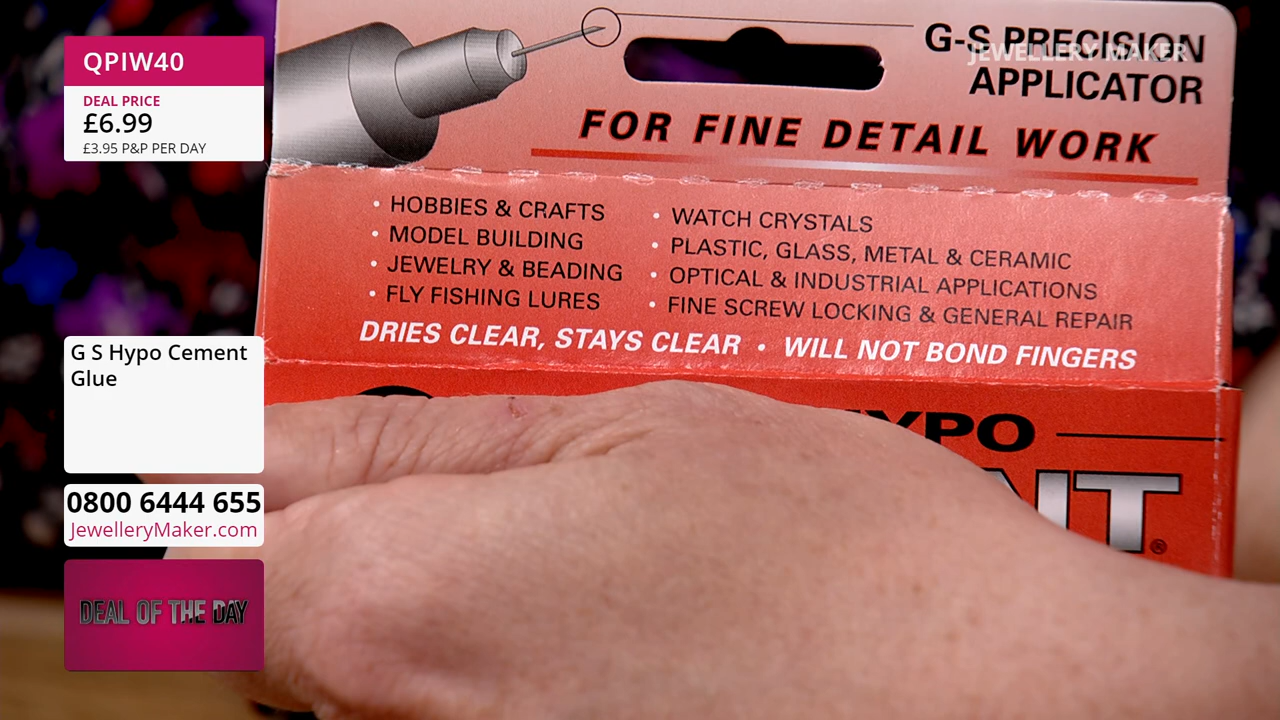 QPIW40
DEAL PRICE
£6.99
£3.95 P&P PER DAY
G S Hypo Cement
Glue
0800 6444 655
JewelleryMaker.com
DEAL OF THE DAY
JEWELLERY MAKER
G-S PRECISION
APPLICATOR
FOR FINE DETAIL WORK
• HOBBIES & CRAFTS
• MODEL BUILDING
• JEWELRY & BEADING
• FLY FISHING LURES
• WATCH CRYSTALS
• PLASTIC, GLASS, METAL & CERAMIC
• OPTICAL & INDUSTRIAL APPLICATIONS
• FINE SCREW LOCKING & GENERAL REPAIR
DRIES CLEAR, STAYS CLEAR • WILL NOT BOND FINGERS
YPO
NT®